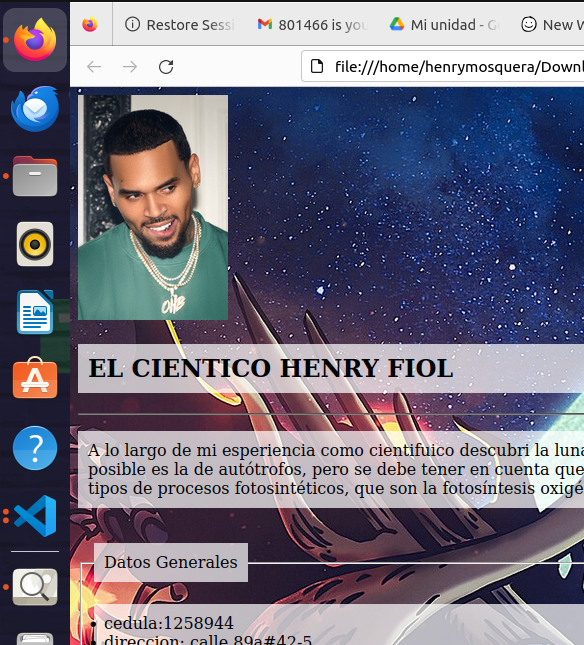 Restore Sessi
801466 is you
Mi unidad - G
New W
file:///home/henrymosquera/Downl
OHB
EL CIENTICO HENRY FIOL
A lo largo de mi esperiencia como cientifuico descubri la luna
posible es la de autótrofos, pero se debe tener en cuenta que
tipos de procesos fotosintéticos, que son la fotosíntesis oxige
Datos Generales
cedula:1258944
direccion: calle 89a#42-5